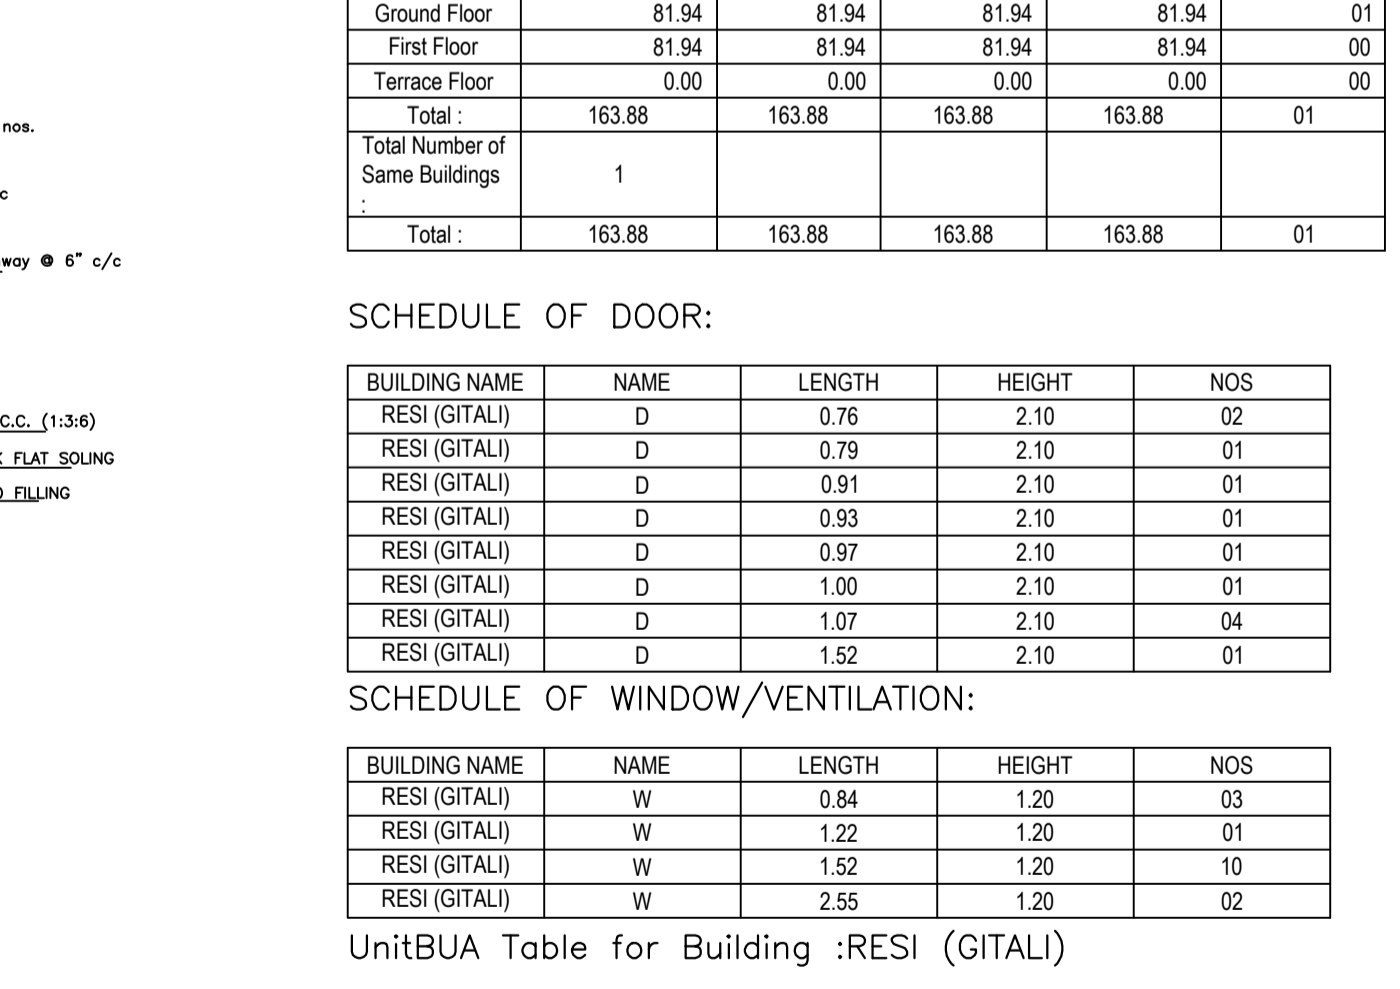 Ground Floor 81.94 81.94 81.94 81.94 01
First Floor 81.94 81.94 81.94 81.94 00
Terrace Floor 0.00 0.00 0.00 0.00 00
Total : 163.88 163.88 163.88 163.88 01
Total Number of
Same Buildings 1
:
Total : 163.88 163.88 163.88 163.88 01
nos.
c
way @ 6" c/c
C.C. (1:3:6)
FLAT SOLING
FILLING
SCHEDULE OF DOOR:
BUILDING NAME NAME LENGTH HEIGHT NOS
RESI (GITALI) D 0.76 2.10 02
RESI (GITALI) D 0.79 2.10 01
RESI (GITALI) D 0.91 2.10 01
RESI (GITALI) D 0.93 2.10 01
RESI (GITALI) D 0.97 2.10 01
RESI (GITALI) D 1.00 2.10 01
RESI (GITALI) D 1.07 2.10 04
RESI (GITALI) D 1.52 2.10 01
SCHEDULE OF WINDOW/VENTILATION:
BUILDING NAME NAME LENGTH HEIGHT NOS
RESI (GITALI) W 0.84 1.20 03
RESI (GITALI) W 1.22 1.20 01
RESI (GITALI) W 1.52 1.20 10
RESI (GITALI) W 2.55 1.20 02
UnitBUA Table for Building :RESI (GITALI)